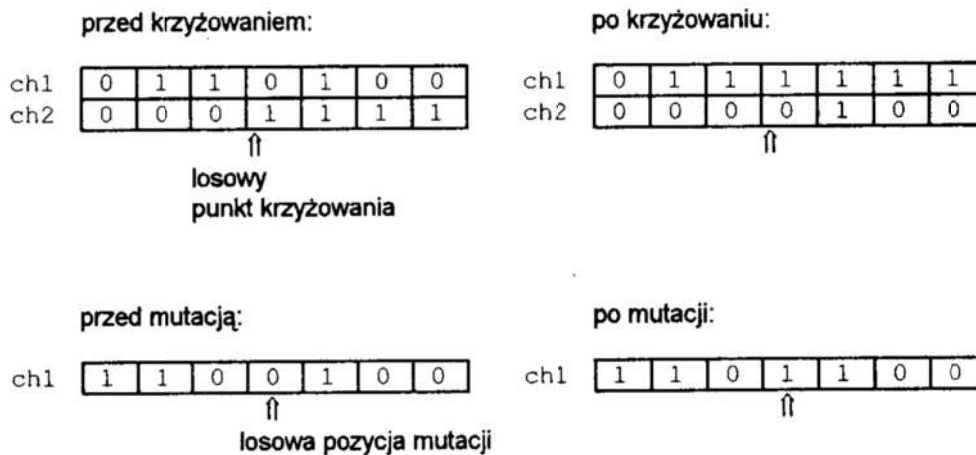 przed krzyżowaniem:
po krzyżowaniu:
ch1 0 1 1 0 1 0 0
ch1 0 1 1 1 1 1 1
ch2 0 0 0 1 1 1 1
ch2 0 0 0 0 1 0 0
⇑
⇑
losowy
punkt krzyżowania
przed mutacją:
po mutacji:
ch1 1 1 0 0 1 0 0
ch1 1 1 0 1 1 0 0
⇑
⇑
losowa pozycja mutacji